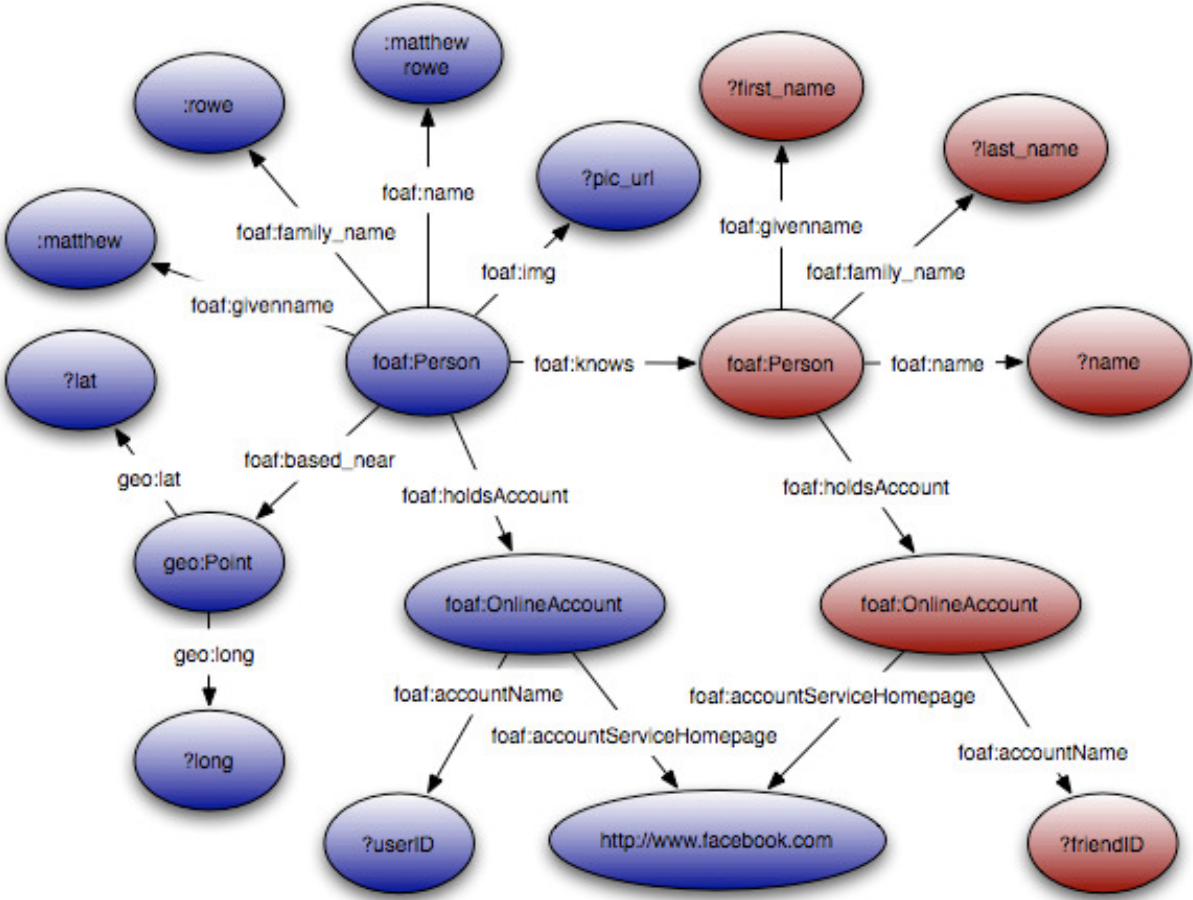 :matthew
rowe
?first_name
:rowe
?last_name
?pic_url
foaf:name
foaf:givenname
:matthew
foaf:family_name
foaf:img
foaf:family_name
foaf:givenname
foaf:Person
foaf:knows
foaf:Person
foaf:name
?name
?lat
foaf:based_near
geo:lat
foaf:holdsAccount
foaf:holdsAccount
geo:Point
foaf:OnlineAccount
foaf:OnlineAccount
geo:long
foaf:accountName
foaf:accountServiceHomepage
foaf:accountServiceHomepage
foaf:accountName
?long
?userID
http://www.facebook.com
?friendID